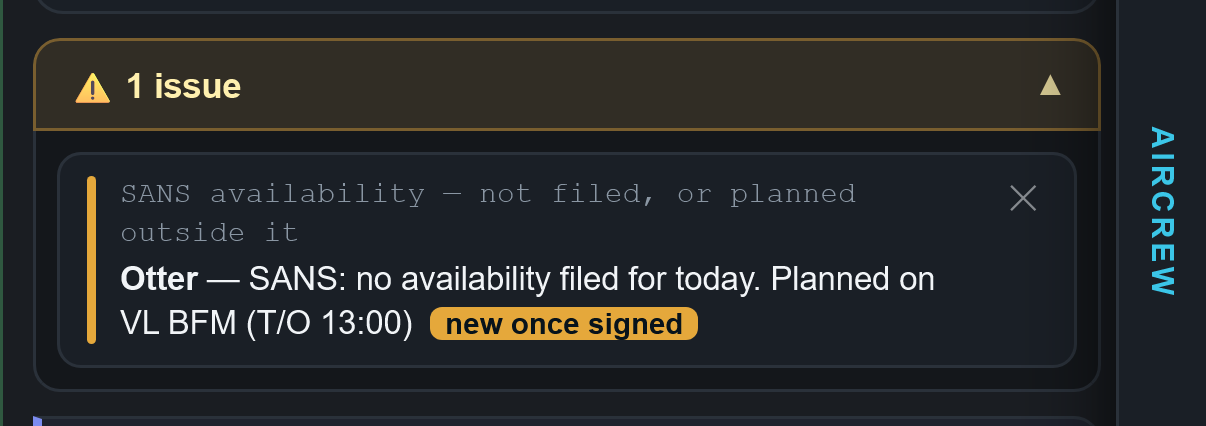 ⚠️ 1 issue ▲
SANS availability — not filed, or planned
outside it
Otter — SANS: no availability filed for today. Planned on
VL BFM (T/O 13:00) new once signed
AIRCREW